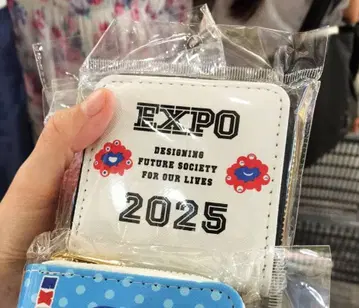 EXPO
DESIGNING
FUTURE SOCIETY
FOR OUR LIVES
2025